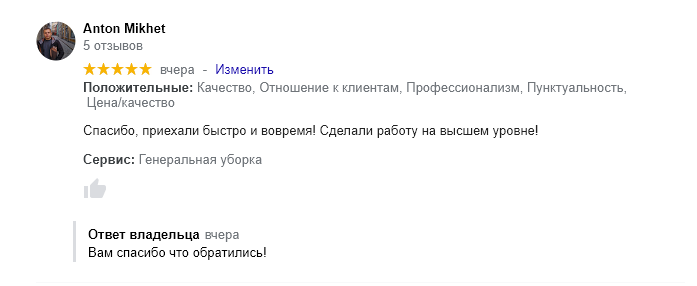 Anton Mikhet
5 отзывов
вчера - Изменить
Положительные: Качество, Отношение к клиентам, Профессионализм, Пунктуальность,
Цена/качество
Спасибо, приехали быстро и вовремя! Сделали работу на высшем уровне!
Сервис: Генеральная уборка
Ответ владельца вчера
Вам спасибо что обратились!